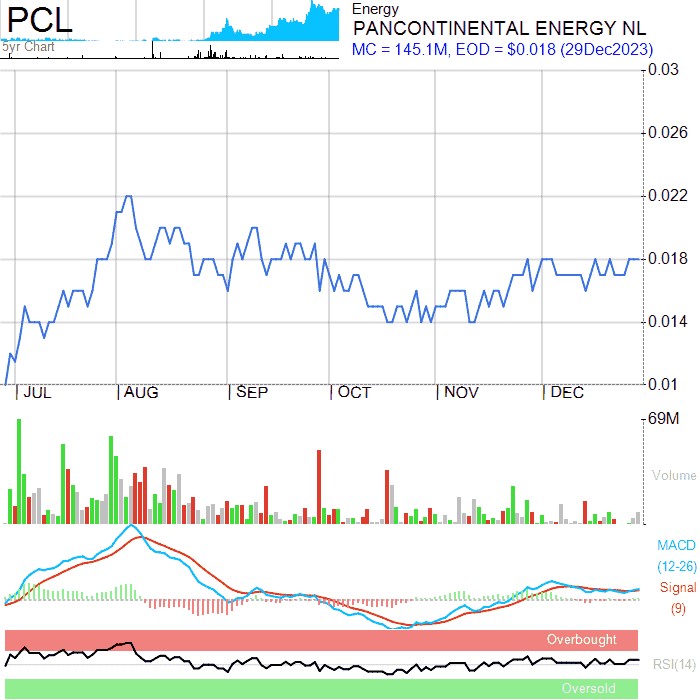 PCL
5yr Chart
Energy
PANCONTINENTAL ENERGY NL
MC = 145.1M, EOD = $0.018 (29Dec2023)
0.03
0.026
0.022
0.018
0.014
0.01
JUL AUG SEP OCT NOV DEC
69M
Volume
MACD
(12-26)
Signal
(9)
Overbought
RSI(14)
Oversold